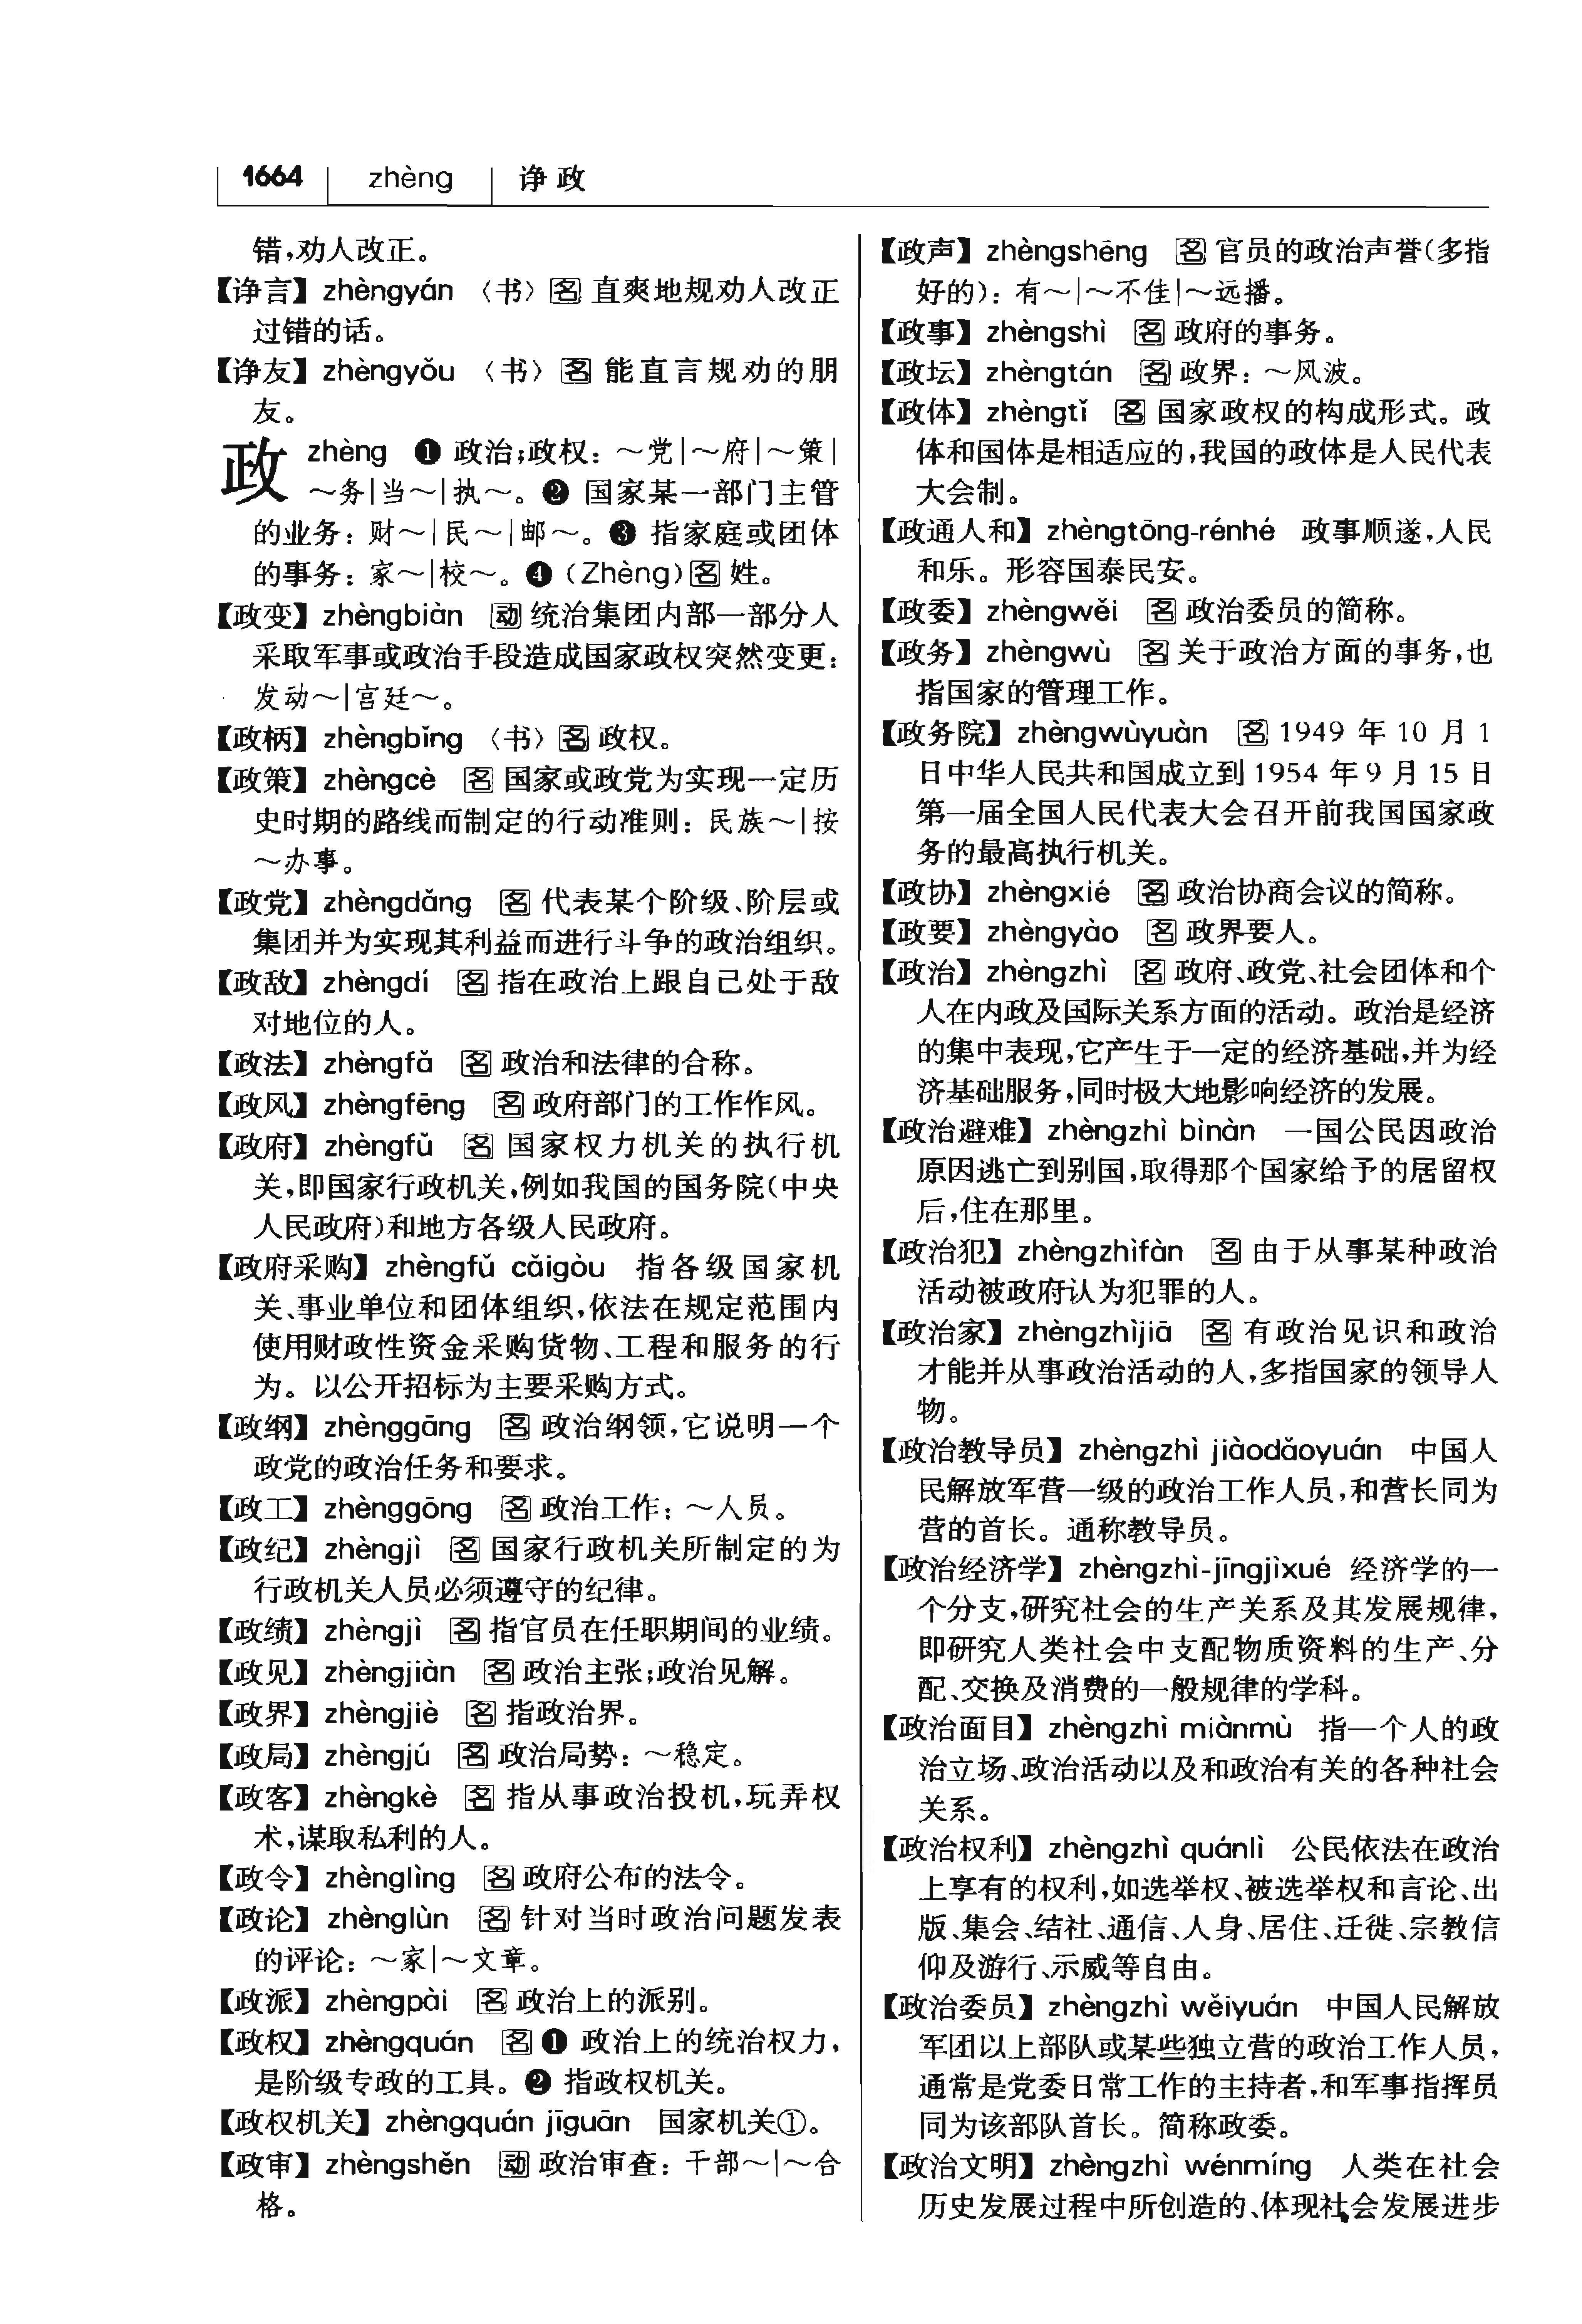 1664 zhèng 诤政
错，劝人改正。
【诤言】zhèngyán 〈书〉名 直爽地规劝人改正
过错的话。
【诤友】zhèngyǒu 〈书〉名 能直言规劝的朋
友。
政 zhèng ❶ 政治；政权：～党|～府|～策|
～务|当～|执～。❷ 国家某一部门主管
的业务：财～|民～|邮～。❸ 指家庭或团体
的事务：家～|校～。❹（Zhèng）名 姓。
【政变】zhèngbiàn 动 统治集团内部一部分人
采取军事或政治手段造成国家政权突然变更：
发动～|宫廷～。
【政柄】zhèngbǐng 〈书〉名 政权。
【政策】zhèngcè 名 国家或政党为实现一定历
史时期的路线而制定的行动准则：民族～|按
～办事。
【政党】zhèngdǎng 名 代表某个阶级、阶层或
集团并为实现其利益而进行斗争的政治组织。
【政敌】zhèngdí 名 指在政治上跟自己处于敌
对地位的人。
【政法】zhèngfǎ 名 政治和法律的合称。
【政风】zhèngfēng 名 政府部门的工作作风。
【政府】zhèngfǔ 名 国家权力机关的执行机
关，即国家行政机关，例如我国的国务院（中央
人民政府）和地方各级人民政府。
【政府采购】zhèngfǔ cǎigòu 指各级国家机
关、事业单位和团体组织，依法在规定范围内
使用财政性资金采购货物、工程和服务的行
为。以公开招标为主要采购方式。
【政纲】zhènggāng 名 政治纲领，它说明一个
政党的政治任务和要求。
【政工】zhènggōng 名 政治工作：～人员。
【政纪】zhèngjì 名 国家行政机关所制定的为
行政机关人员必须遵守的纪律。
【政绩】zhèngjì 名 指官员在任职期间的业绩。
【政见】zhèngjiàn 名 政治主张；政治见解。
【政界】zhèngjiè 名 指政治界。
【政局】zhèngjú 名 政治局势：～稳定。
【政客】zhèngkè 名 指从事政治投机，玩弄权
术，谋取私利的人。
【政令】zhènglìng 名 政府公布的法令。
【政论】zhènglùn 名 针对当时政治问题发表
的评论：～家|～文章。
【政派】zhèngpài 名 政治上的派别。
【政权】zhèngquán 名 ❶ 政治上的统治权力，
是阶级专政的工具。❷ 指政权机关。
【政权机关】zhèngquán jīguān 国家机关①。
【政审】zhèngshěn 动 政治审查：干部～|～合
格。
【政声】zhèngshēng 名 官员的政治声誉（多指
好的）：有～|～不佳|～远播。
【政事】zhèngshì 名 政府的事务。
【政坛】zhèngtán 名 政界：～风波。
【政体】zhèngtǐ 名 国家政权的构成形式。政
体和国体是相适应的，我国的政体是人民代表
大会制。
【政通人和】zhèngtōng-rénhé 政事顺遂，人民
和乐。形容国泰民安。
【政委】zhèngwěi 名 政治委员的简称。
【政务】zhèngwù 名 关于政治方面的事务，也
指国家的管理工作。
【政务院】zhèngwùyuàn 名 1949 年 10 月 1
日中华人民共和国成立到 1954 年 9 月 15 日
第一届全国人民代表大会召开前我国国家政
务的最高执行机关。
【政协】zhèngxié 名 政治协商会议的简称。
【政要】zhèngyào 名 政界要人。
【政治】zhèngzhì 名 政府、政党、社会团体和个
人在内政及国际关系方面的活动。政治是经济
的集中表现，它产生于一定的经济基础，并为经
济基础服务，同时极大地影响经济的发展。
【政治避难】zhèngzhì bìnàn 一国公民因政治
原因逃亡到别国，取得那个国家给予的居留权
后，住在那里。
【政治犯】zhèngzhìfàn 名 由于从事某种政治
活动被政府认为犯罪的人。
【政治家】zhèngzhìjiā 名 有政治见识和政治
才能并从事政治活动的人，多指国家的领导人
物。
【政治教导员】zhèngzhì jiàodǎoyuán 中国人
民解放军营一级的政治工作人员，和营长同为
营的首长。通称教导员。
【政治经济学】zhèngzhì-jīngjìxué 经济学的一
个分支，研究社会的生产关系及其发展规律，
即研究人类社会中支配物质资料的生产、分
配、交换及消费的一般规律的学科。
【政治面目】zhèngzhì miànmù 指一个人的政
治立场、政治活动以及和政治有关的各种社会
关系。
【政治权利】zhèngzhì quánlì 公民依法在政治
上享有的权利，如选举权、被选举权和言论、出
版、集会、结社、通信、人身、居住、迁徙、宗教信
仰及游行、示威等自由。
【政治委员】zhèngzhì wěiyuán 中国人民解放
军团以上部队或某些独立营的政治工作人员，
通常是党委日常工作的主持者，和军事指挥员
同为该部队首长。简称政委。
【政治文明】zhèngzhì wénmíng 人类在社会
历史发展过程中所创造的、体现社会发展进步